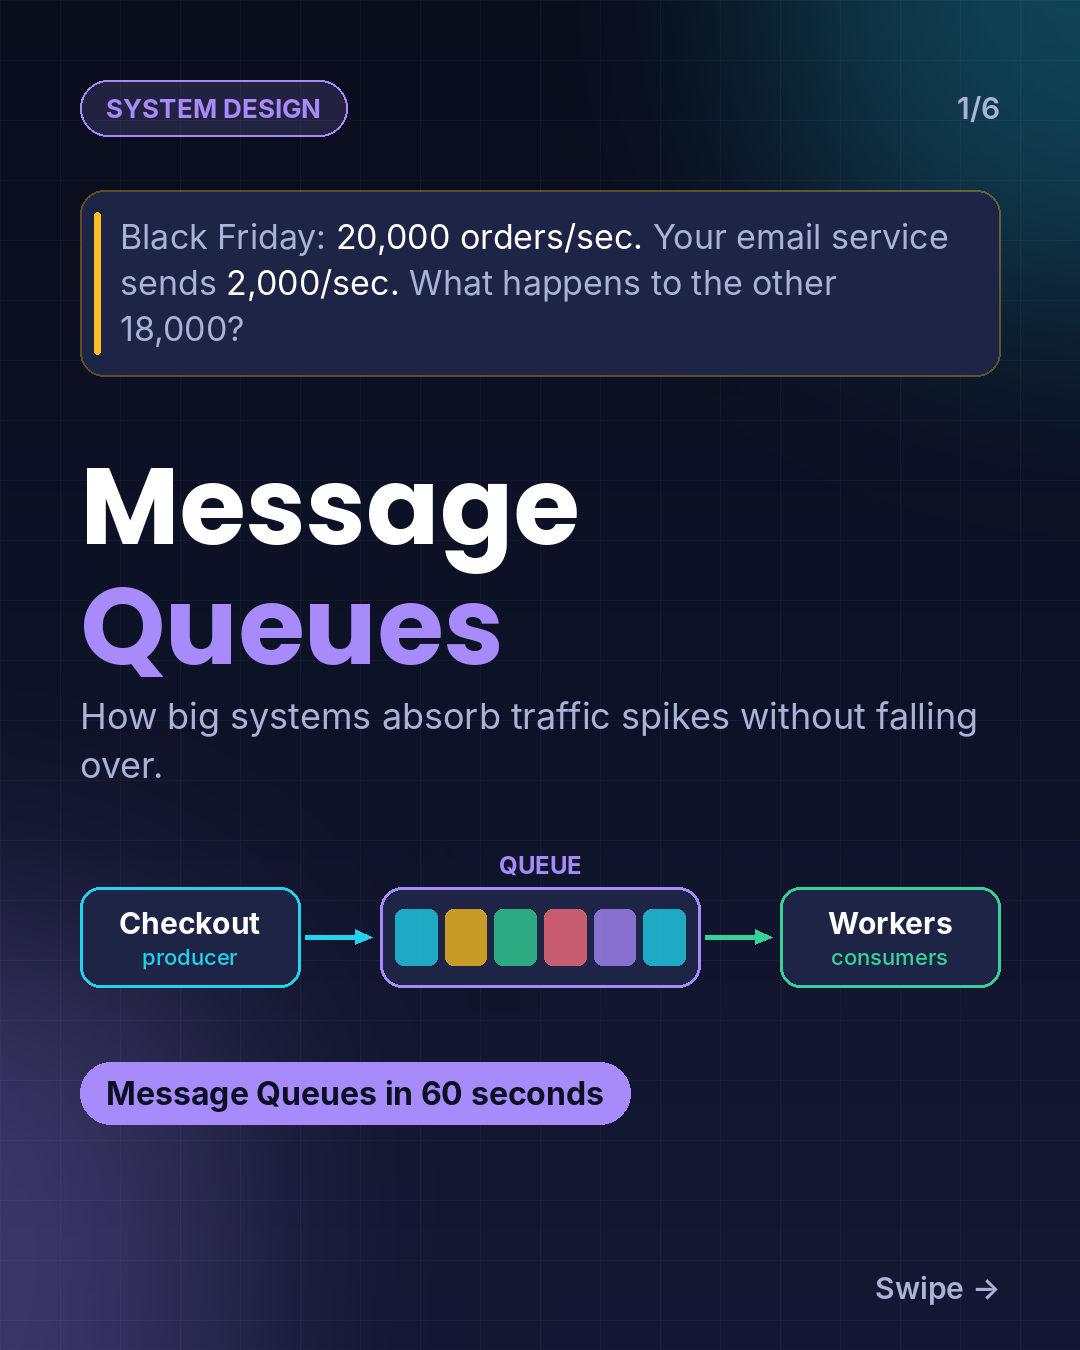 SYSTEM DESIGN
1/6
Black Friday: 20,000 orders/sec. Your email service
sends 2,000/sec. What happens to the other
18,000?
Message
Queues
How big systems absorb traffic spikes without falling
over.
QUEUE
Checkout
producer
Workers
consumers
Message Queues in 60 seconds
Swipe →